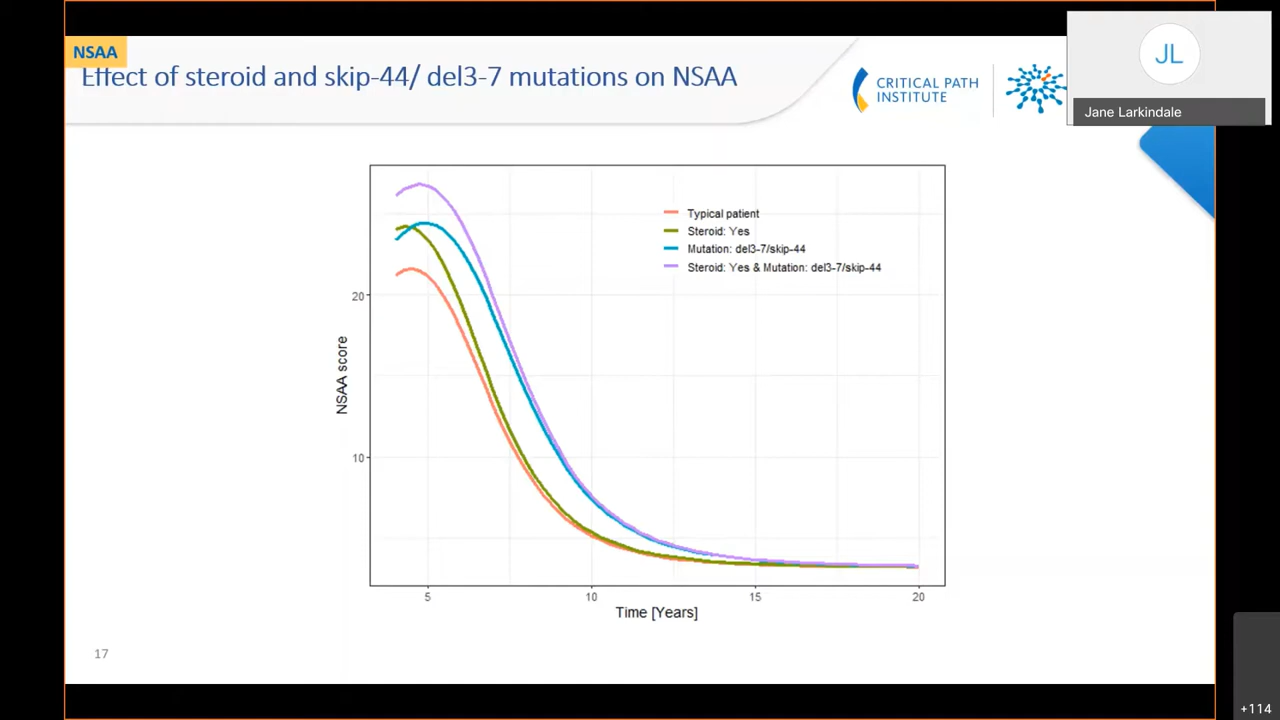 NSAA
Effect of steroid and skip-44/ del3-7 mutations on NSAA
CRITICAL PATH
INSTITUTE
JL
Jane Larkindale
Typical patient
Steroid: Yes
Mutation: del3-7/skip-44
Steroid: Yes & Mutation: del3-7/skip-44
20
10
NSAA score
5
10
15
20
Time [Years]
17
+114